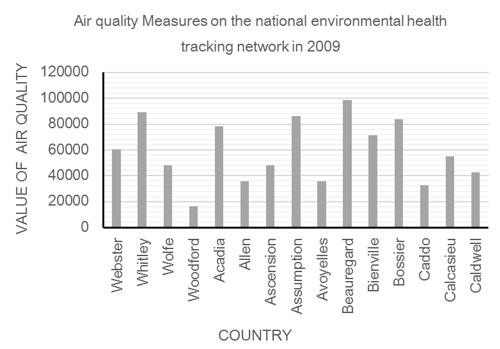 Air quality Measures on the national environmental health
tracking network in 2009
VALUE OF AIR QUALITY
120000
100000
80000
60000
40000
20000
0
Webster
Whitley
Wolfe
Woodford
Acadia
Allen
Ascension
Assumption
Avoyelles
Beauregard
Bienville
Bossier
Caddo
Calcasieu
Caldwell
COUNTRY